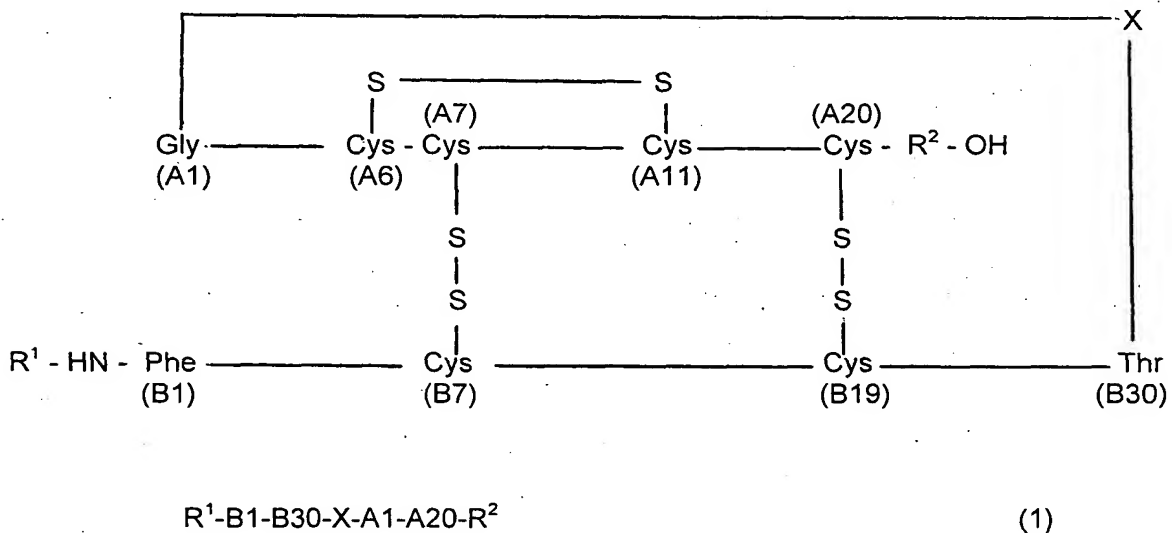 X
S S
(A7) (A20)
Gly Cys - Cys Cys Cys - R² - OH
(A1) (A6) (A11)
S S
S S
R¹ - HN - Phe Cys Cys Thr
(B1) (B7) (B19) (B30)
R¹-B1-B30-X-A1-A20-R² (1)